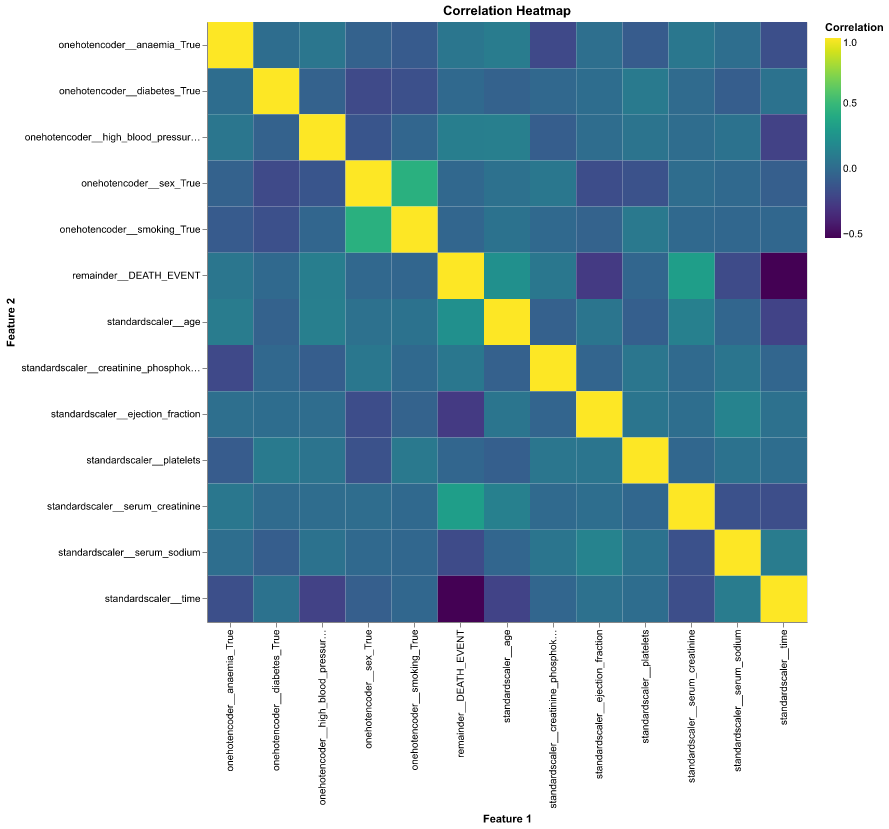 Correlation Heatmap
Correlation
1.0
0.5
0.0
−0.5
Feature 2
onehotencoder__anaemia_True
onehotencoder__diabetes_True
onehotencoder__high_blood_pressur…
onehotencoder__sex_True
onehotencoder__smoking_True
remainder__DEATH_EVENT
standardscaler__age
standardscaler__creatinine_phosphok…
standardscaler__ejection_fraction
standardscaler__platelets
standardscaler__serum_creatinine
standardscaler__serum_sodium
standardscaler__time
onehotencoder__anaemia_True
onehotencoder__diabetes_True
onehotencoder__high_blood_pressur…
onehotencoder__sex_True
onehotencoder__smoking_True
remainder__DEATH_EVENT
standardscaler__age
standardscaler__creatinine_phosphok…
standardscaler__ejection_fraction
standardscaler__platelets
standardscaler__serum_creatinine
standardscaler__serum_sodium
standardscaler__time
Feature 1